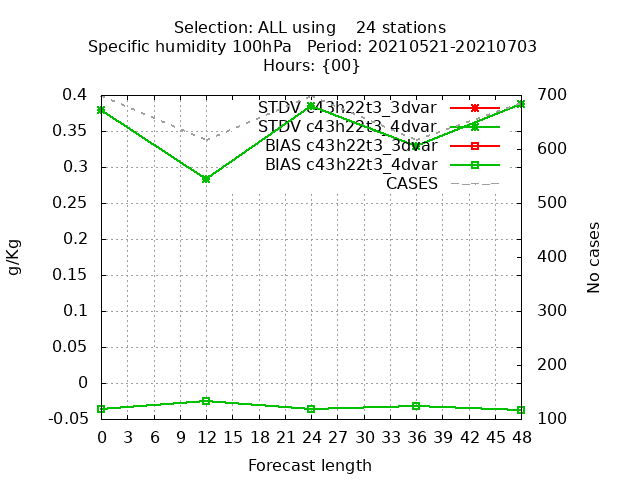 Selection: ALL using    24 stations
Specific humidity 100hPa   Period: 20210521-20210703
Hours: {00}
0.4
0.35
0.3
0.25
0.2
0.15
0.1
0.05
0
-0.05
g/Kg
STDV c43h22t3_3dvar
STDV c43h22t3_4dvar
BIAS c43h22t3_3dvar
BIAS c43h22t3_4dvar
CASES
700
600
500
400
300
200
100
No cases
0 3 6 9 12 15 18 21 24 27 30 33 36 39 42 45 48
Forecast length